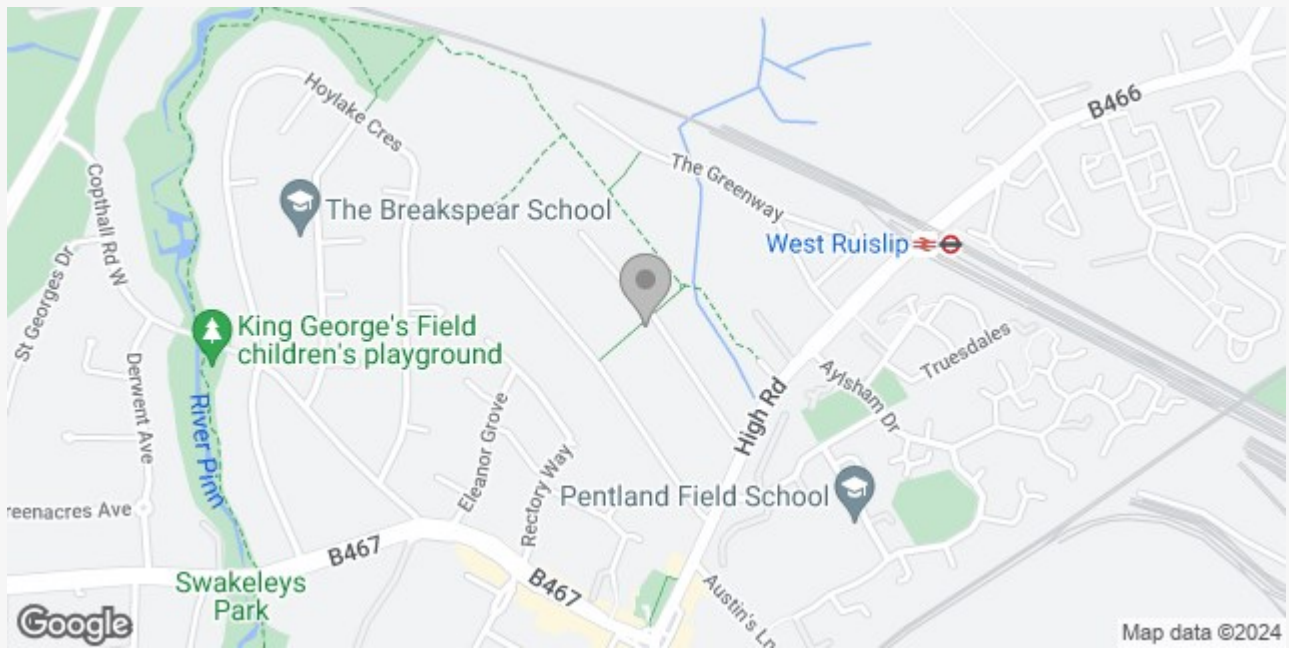 B466
Hoylake Cres
The Greenway
Copthall Rd W
The Breakspear School
West Ruislip
St Georges Dr
King George's Field
children's playground
Truesdales
Aylsham Dr
High Rd
Derwent Ave
River Pinn
Eleanor Grove
Rectory Way
Pentland Field School
reenacres Ave
B467
B467
Austin's Ln
Swakeleys
Park
Google
Map data ©2024